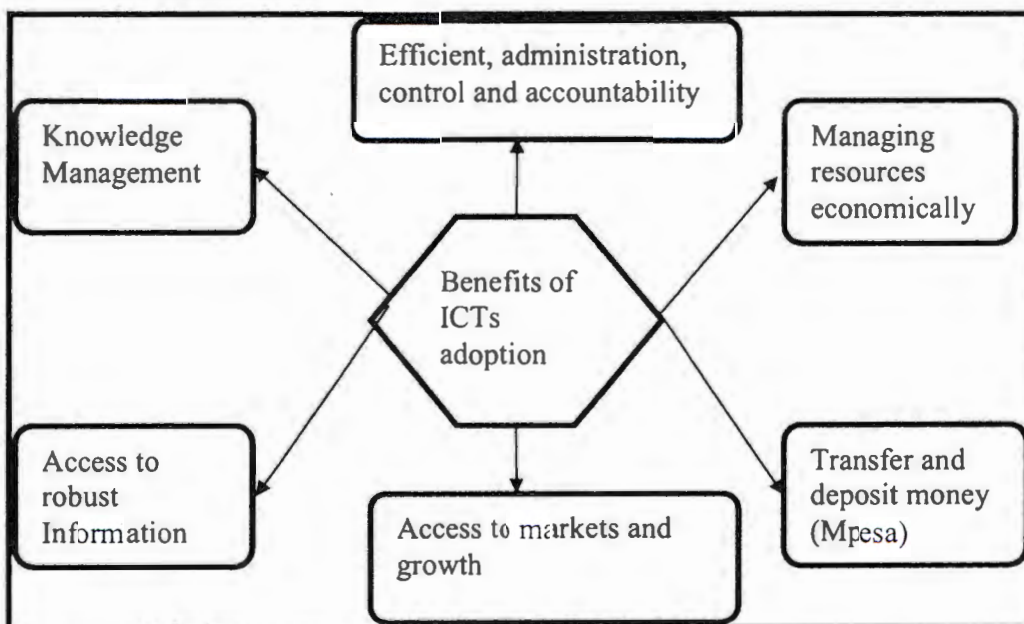 Efficient, administration,
control and accountability
Knowledge
Management
Managing
resources
economically
Benefits of
ICTs
adoption
Access to
robust
Information
Access to markets and
growth
Transfer and
deposit money
(Mpesa)